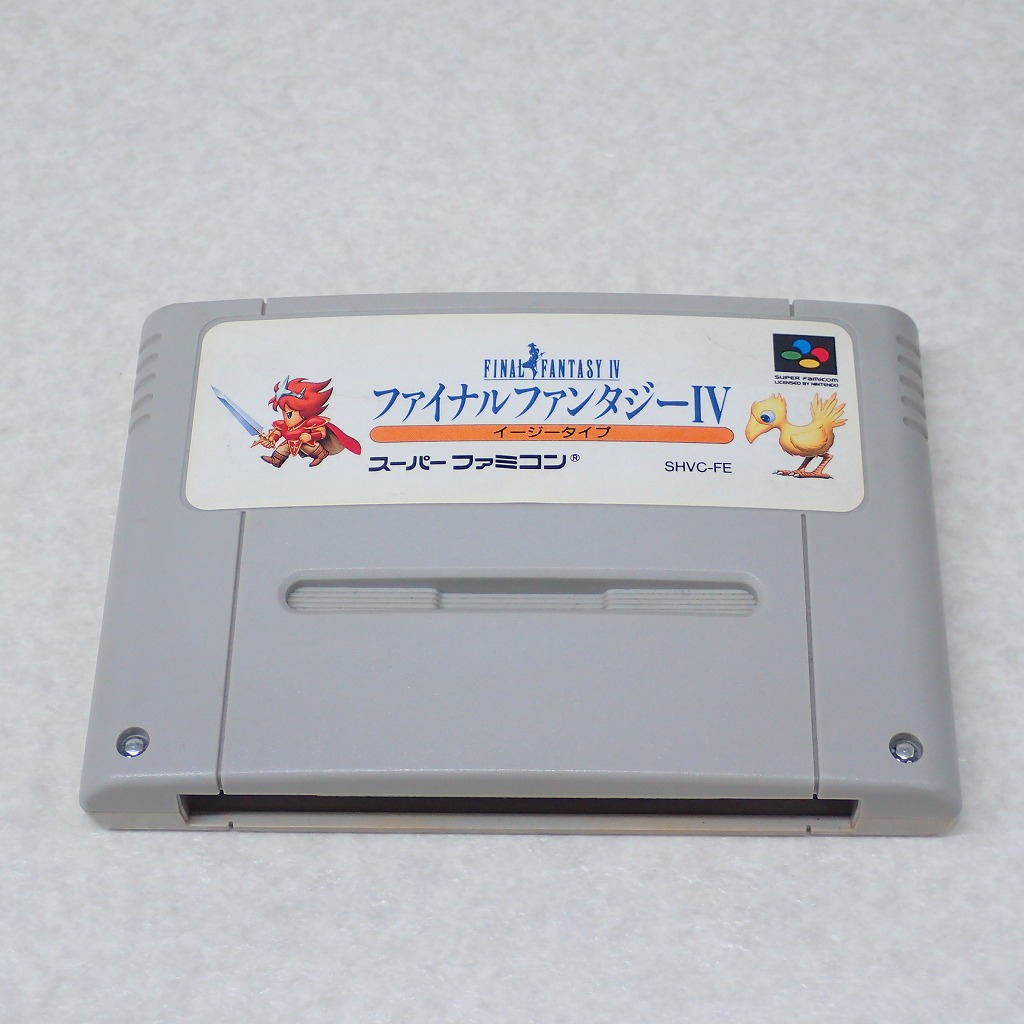 FINAL FANTASY IV
ファイナルファンタジーIV
イージータイプ
スーパーファミコン®
SHVC-FE
SUPER FAMICOM
LICENSED BY NINTENDO